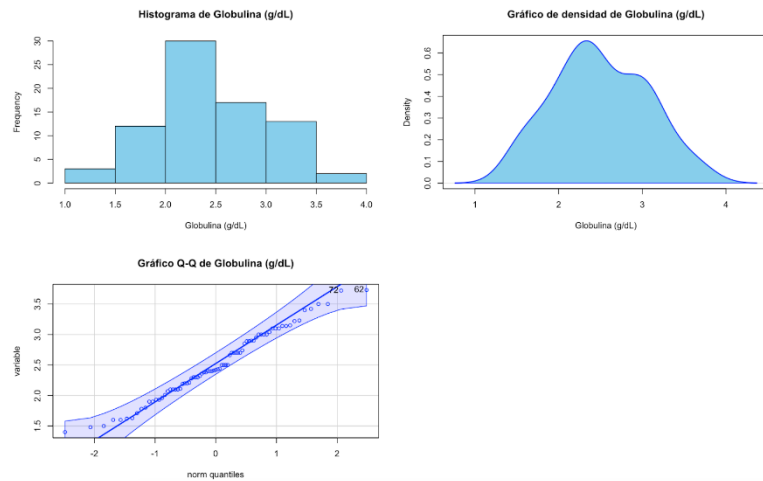 Histograma de Globulina (g/dL)
Frequency
30
25
20
15
10
5
0
1.0 1.5 2.0 2.5 3.0 3.5 4.0
Globulina (g/dL)
Gráfico de densidad de Globulina (g/dL)
Density
0.6
0.5
0.4
0.3
0.2
0.1
0.0
1 2 3 4
Globulina (g/dL)
Gráfico Q-Q de Globulina (g/dL)
72 62
variable
3.5
3.0
2.5
2.0
1.5
-2 -1 0 1 2
norm quantiles